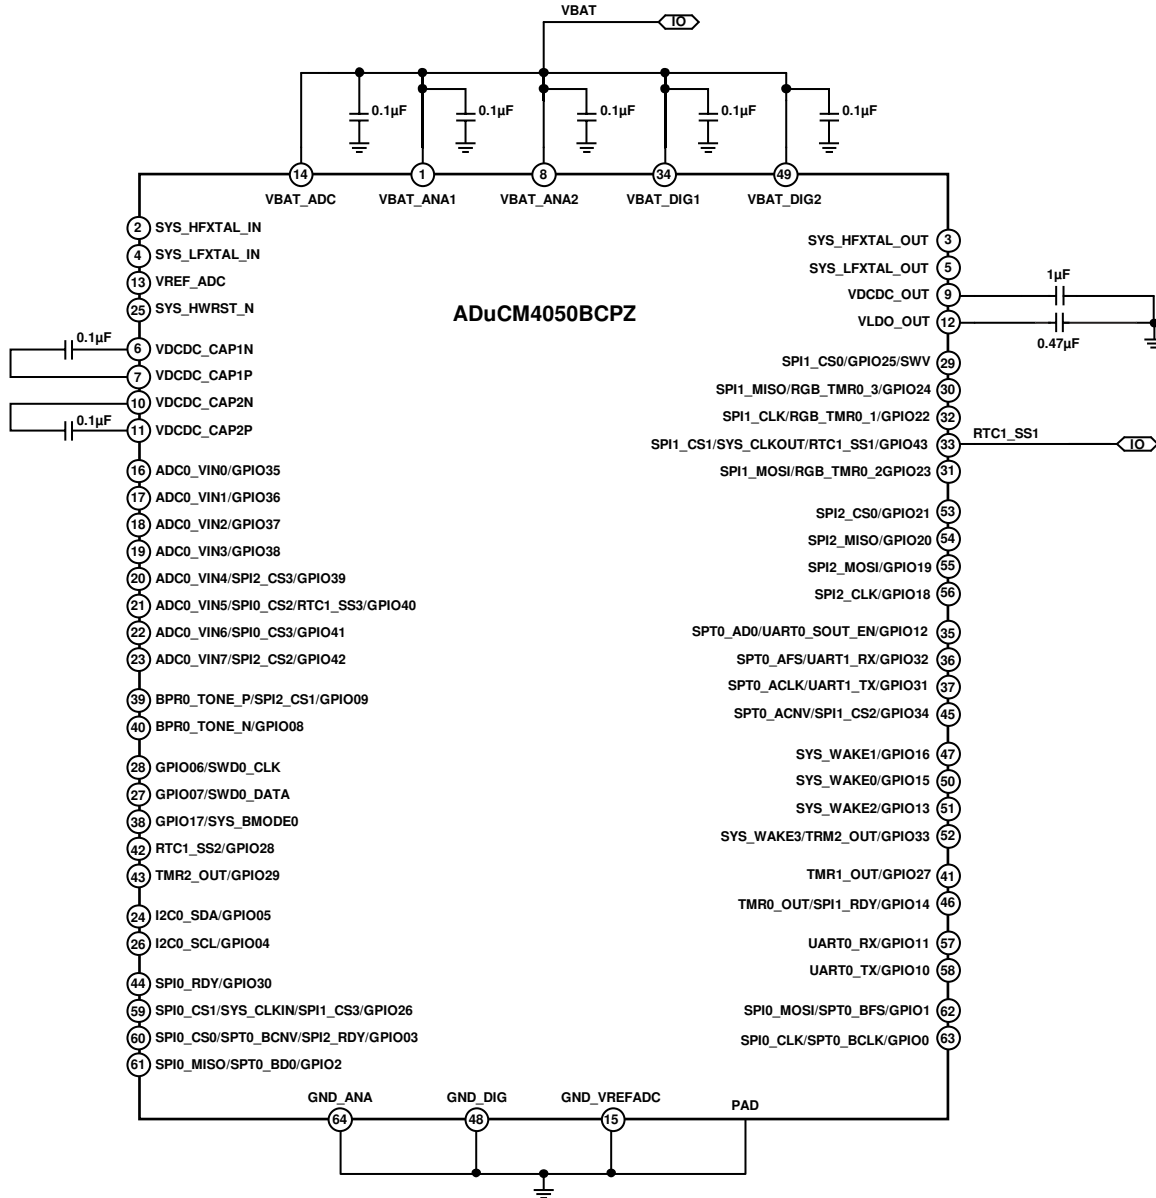 VBAT
IO
0.1µF
0.1µF
0.1µF
0.1µF
0.1µF
14
1
8
34
49
VBAT_ADC
VBAT_ANA1
VBAT_ANA2
VBAT_DIG1
VBAT_DIG2
ADuCM4050BCPZ
2 SYS_HFXTAL_IN
4 SYS_LFXTAL_IN
13 VREF_ADC
25 SYS_HWRST_N
0.1µF
6 VDCDC_CAP1N
7 VDCDC_CAP1P
10 VDCDC_CAP2N
0.1µF
11 VDCDC_CAP2P
16 ADC0_VIN0/GPIO35
17 ADC0_VIN1/GPIO36
18 ADC0_VIN2/GPIO37
19 ADC0_VIN3/GPIO38
20 ADC0_VIN4/SPI2_CS3/GPIO39
21 ADC0_VIN5/SPI0_CS2/RTC1_SS3/GPIO40
22 ADC0_VIN6/SPI0_CS3/GPIO41
23 ADC0_VIN7/SPI2_CS2/GPIO42
39 BPR0_TONE_P/SPI2_CS1/GPIO09
40 BPR0_TONE_N/GPIO08
28 GPIO06/SWD0_CLK
27 GPIO07/SWD0_DATA
38 GPIO17/SYS_BMODE0
42 RTC1_SS2/GPIO28
43 TMR2_OUT/GPIO29
24 I2C0_SDA/GPIO05
26 I2C0_SCL/GPIO04
44 SPI0_RDY/GPIO30
59 SPI0_CS1/SYS_CLKIN/SPI1_CS3/GPIO26
60 SPI0_CS0/SPT0_BCNV/SPI2_RDY/GPIO03
61 SPI0_MISO/SPT0_BD0/GPIO2
SYS_HFXTAL_OUT 3
SYS_LFXTAL_OUT 5
1µF
VDCDC_OUT 9
VLDO_OUT 12
0.47µF
SPI1_CS0/GPIO25/SWV 29
SPI1_MISO/RGB_TMR0_3/GPIO24 30
SPI1_CLK/RGB_TMR0_1/GPIO22 32
SPI1_CS1/SYS_CLKOUT/RTC1_SS1/GPIO43 33
RTC1_SS1
IO
SPI1_MOSI/RGB_TMR0_2GPIO23 31
SPI2_CS0/GPIO21 53
SPI2_MISO/GPIO20 54
SPI2_MOSI/GPIO19 55
SPI2_CLK/GPIO18 56
SPT0_AD0/UART0_SOUT_EN/GPIO12 35
SPT0_AFS/UART1_RX/GPIO32 36
SPT0_ACLK/UART1_TX/GPIO31 37
SPT0_ACNV/SPI1_CS2/GPIO34 45
SYS_WAKE1/GPIO16 47
SYS_WAKE0/GPIO15 50
SYS_WAKE2/GPIO13 51
SYS_WAKE3/TRM2_OUT/GPIO33 52
TMR1_OUT/GPIO27 41
TMR0_OUT/SPI1_RDY/GPIO14 46
UART0_RX/GPIO11 57
UART0_TX/GPIO10 58
SPI0_MOSI/SPT0_BFS/GPIO1 62
SPI0_CLK/SPT0_BCLK/GPIO0 63
GND_ANA
GND_DIG
GND_VREFADC
PAD
64
48
15